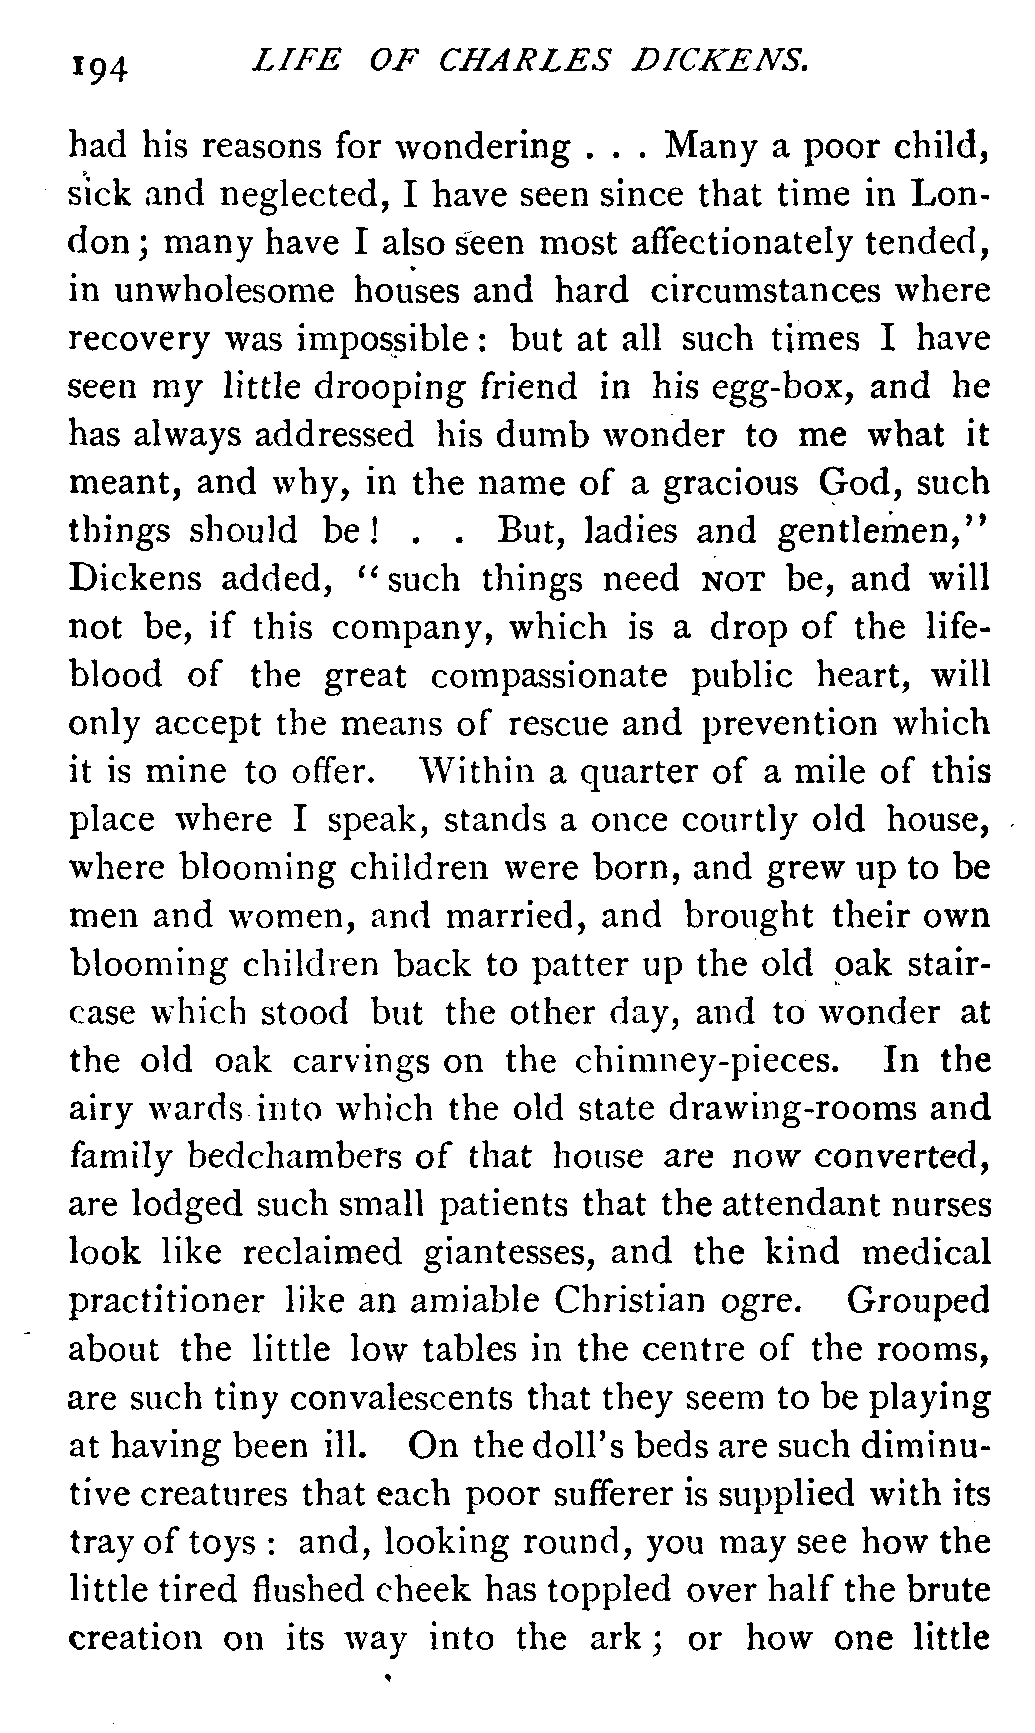 194 LIFE OF CHARLES DICKENS.
had his reasons for wondering . . . Many a poor child,
sick and neglected, I have seen since that time in Lon-
don ; many have I also seen most affectionately tended,
in unwholesome houses and hard circumstances where
recovery was impossible : but at all such times I have
seen my little drooping friend in his egg-box, and he
has always addressed his dumb wonder to me what it
meant, and why, in the name of a gracious God, such
things should be ! . . But, ladies and gentlemen,”
Dickens added, “such things need NOT be, and will
not be, if this company, which is a drop of the life-
blood of the great compassionate public heart, will
only accept the means of rescue and prevention which
it is mine to offer. Within a quarter of a mile of this
place where I speak, stands a once courtly old house,
where blooming children were born, and grew up to be
men and women, and married, and brought their own
blooming children back to patter up the old oak stair-
case which stood but the other day, and to wonder at
the old oak carvings on the chimney-pieces. In the
airy wards into which the old state drawing-rooms and
family bedchambers of that house are now converted,
are lodged such small patients that the attendant nurses
look like reclaimed giantesses, and the kind medical
practitioner like an amiable Christian ogre. Grouped
about the little low tables in the centre of the rooms,
are such tiny convalescents that they seem to be playing
at having been ill. On the doll's beds are such diminu-
tive creatures that each poor sufferer is supplied with its
tray of toys : and, looking round, you may see how the
little tired flushed cheek has toppled over half the brute
creation on its way into the ark ; or how one little